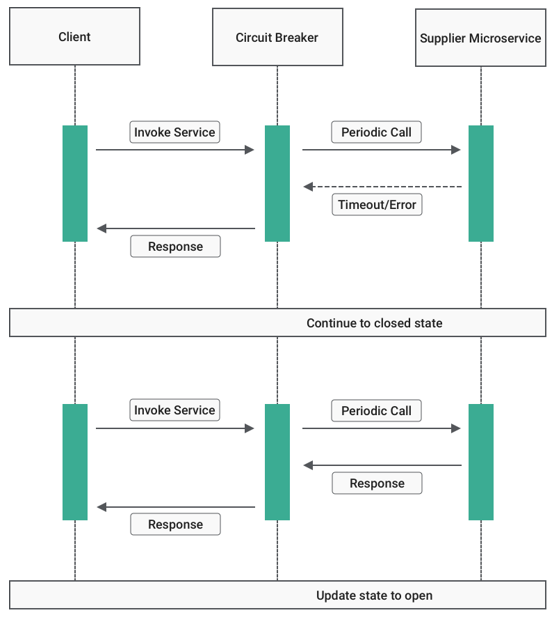 Client
Circuit Breaker
Supplier Microservice
Invoke Service
Periodic Call
Timeout/Error
Response
Continue to closed state
Invoke Service
Periodic Call
Response
Response
Update state to open